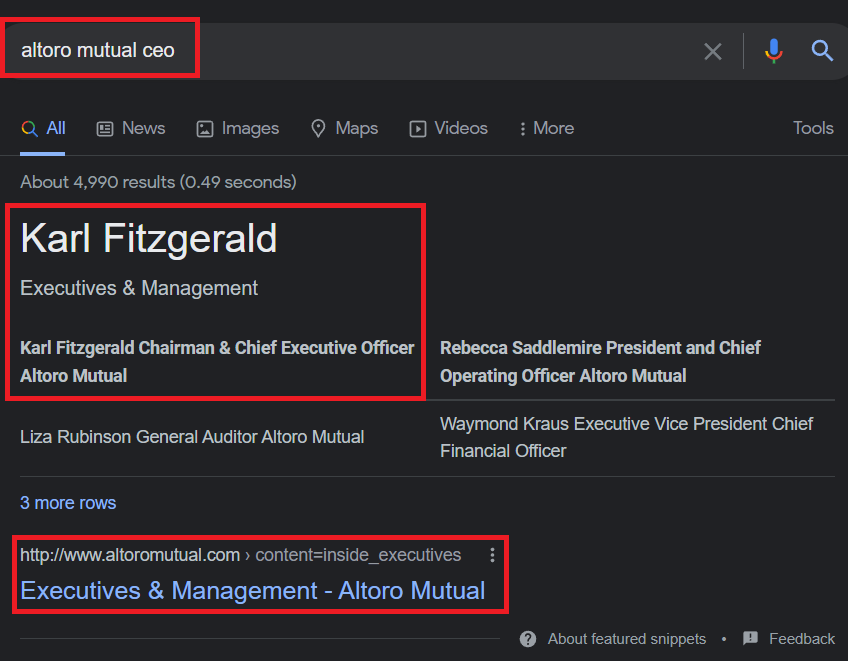 altoro mutual ceo
All
News
Images
Maps
Videos
More
Tools
About 4,990 results (0.49 seconds)
Karl Fitzgerald
Executives & Management
Karl Fitzgerald Chairman & Chief Executive Officer
Altoro Mutual
Rebecca Saddlemire President and Chief
Operating Officer Altoro Mutual
Liza Rubinson General Auditor Altoro Mutual
Waymond Kraus Executive Vice President Chief
Financial Officer
3 more rows
http://www.altoromutual.com › content=inside_executives
Executives & Management - Altoro Mutual
About featured snippets • Feedback